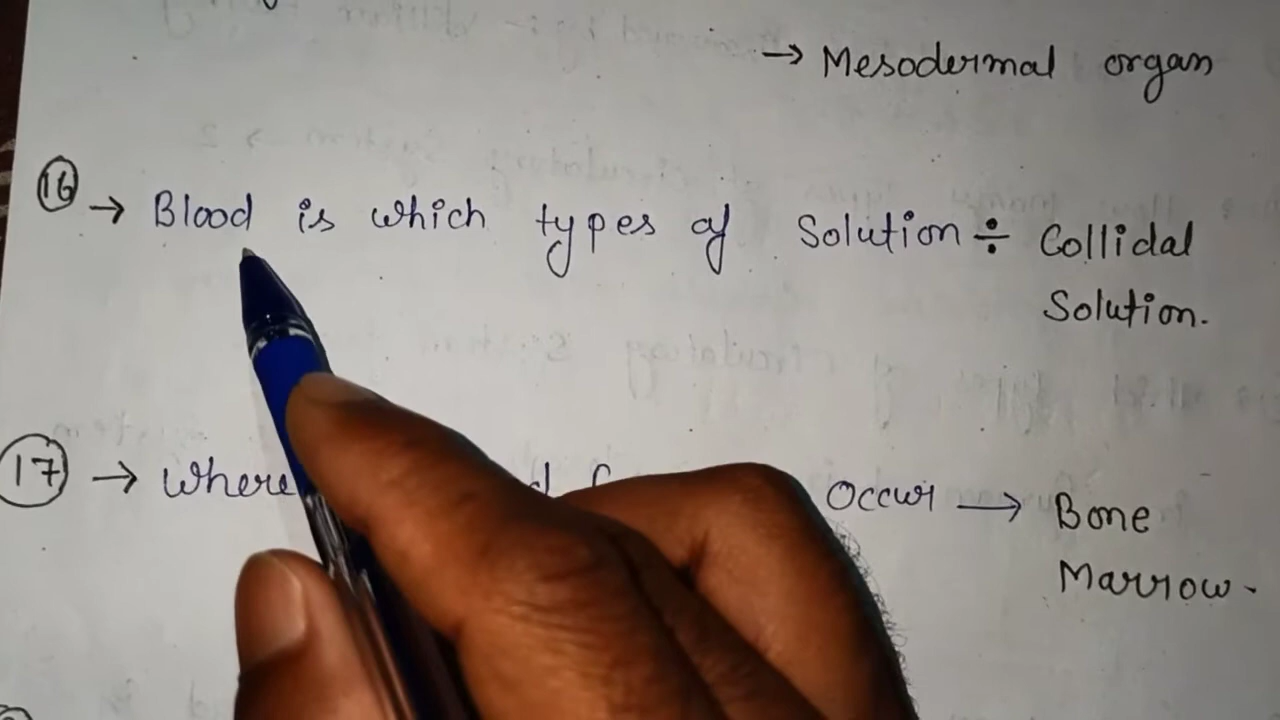 → Mesodermal organ
16 → Blood is which types of Solution ÷ Collidal
Solution.
17 → Where Occur → Bone
Marrow.